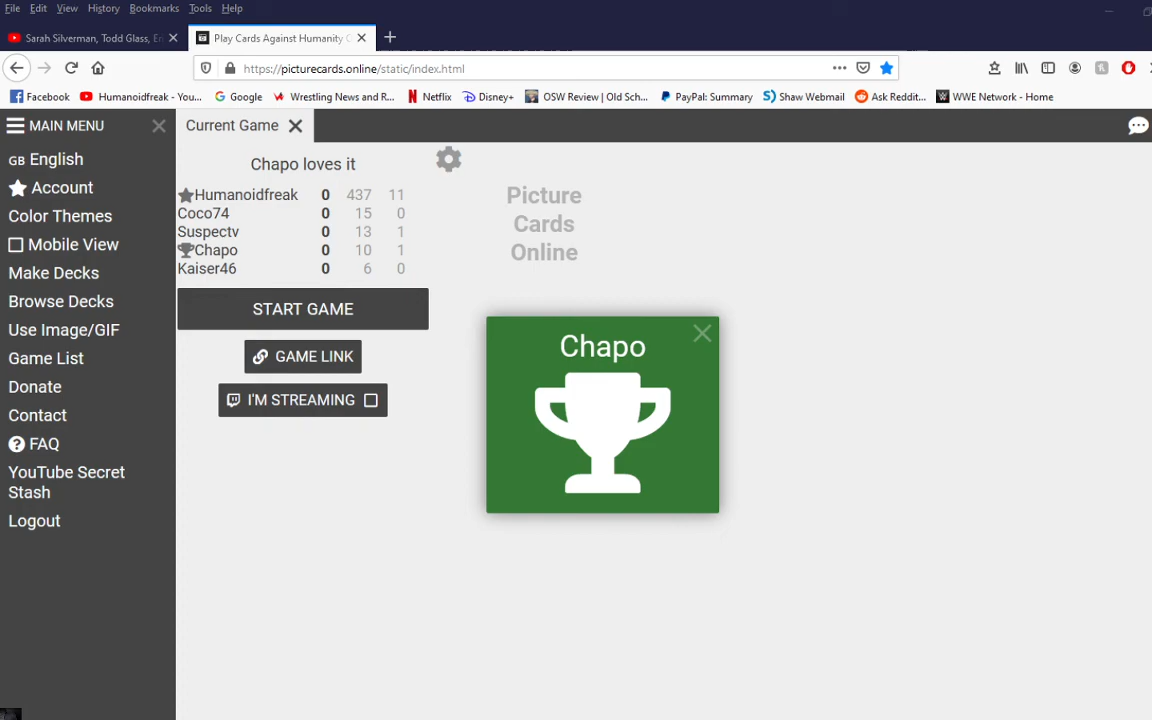 File Edit View History Bookmarks Tools Help
Sarah Silverman, Todd Glass, Er
Play Cards Against Humanity O
https://picturecards.online/static/index.html
Facebook Humanoidfreak - You... Google Wrestling News and R... Netflix Disney+ OSW Review | Old Sch... PayPal: Summary Shaw Webmail Ask Reddit... WWE Network - Home
MAIN MENU
Current Game
GB English
Account
Color Themes
Mobile View
Make Decks
Browse Decks
Use Image/GIF
Game List
Donate
Contact
FAQ
YouTube Secret
Stash
Logout
Chapo loves it
Humanoidfreak 0 437 11
Coco74 0 15 0
Suspectv 0 13 1
Chapo 0 10 1
Kaiser46 0 6 0
START GAME
GAME LINK
I'M STREAMING
Picture
Cards
Online
Chapo